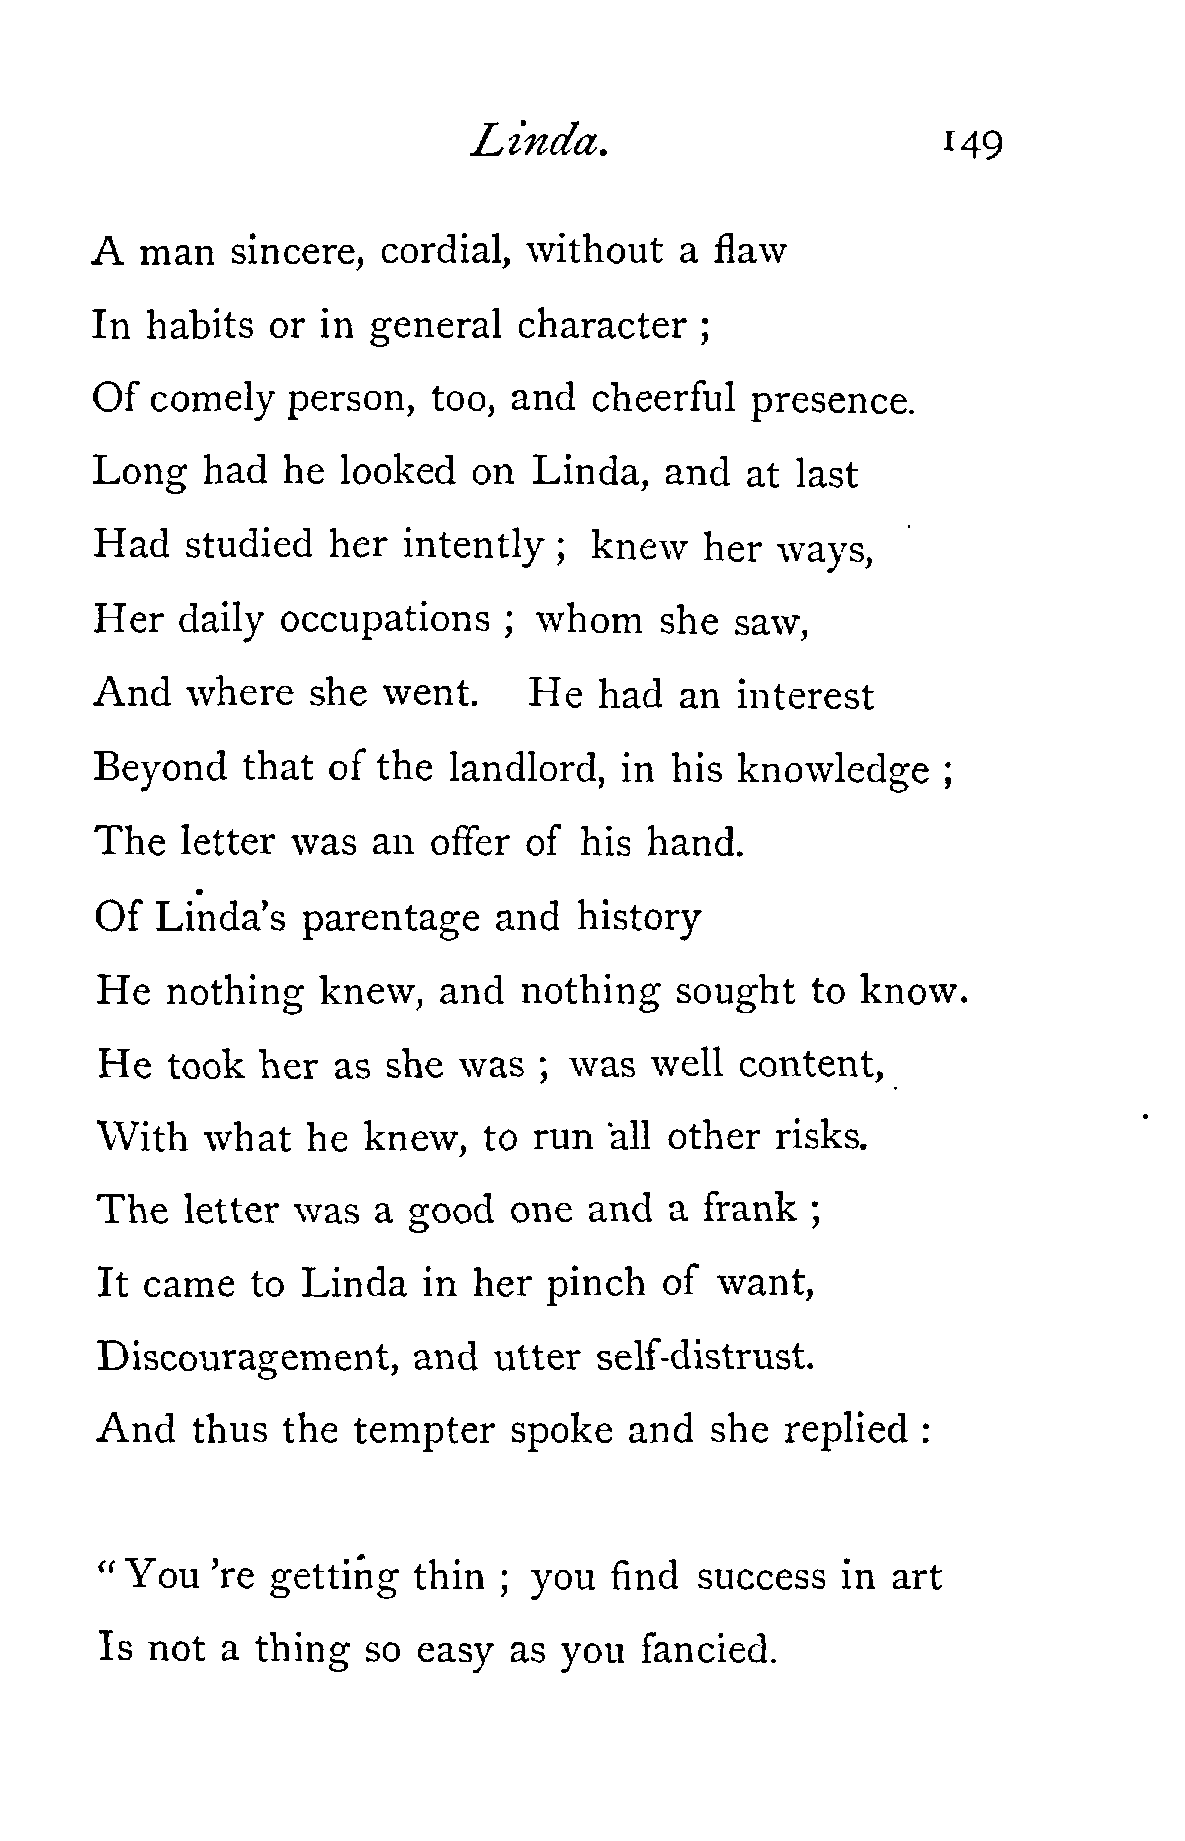 Linda. 149
A man sincere, cordial, without a flaw
In habits or in general character ;
Of comely person, too, and cheerful presence.
Long had he looked on Linda, and at last
Had studied her intently ; knew her ways,
Her daily occupations ; whom she saw,
And where she went. He had an interest
Beyond that of the landlord, in his knowledge ;
The letter was an offer of his hand.
Of Linda's parentage and history
He nothing knew, and nothing sought to know.
He took her as she was ; was well content,
With what he knew, to run all other risks.
The letter was a good one and a frank ;
It came to Linda in her pinch of want,
Discouragement, and utter self-distrust.
And thus the tempter spoke and she replied :
“ You 're getting thin ; you find success in art
Is not a thing so easy as you fancied.